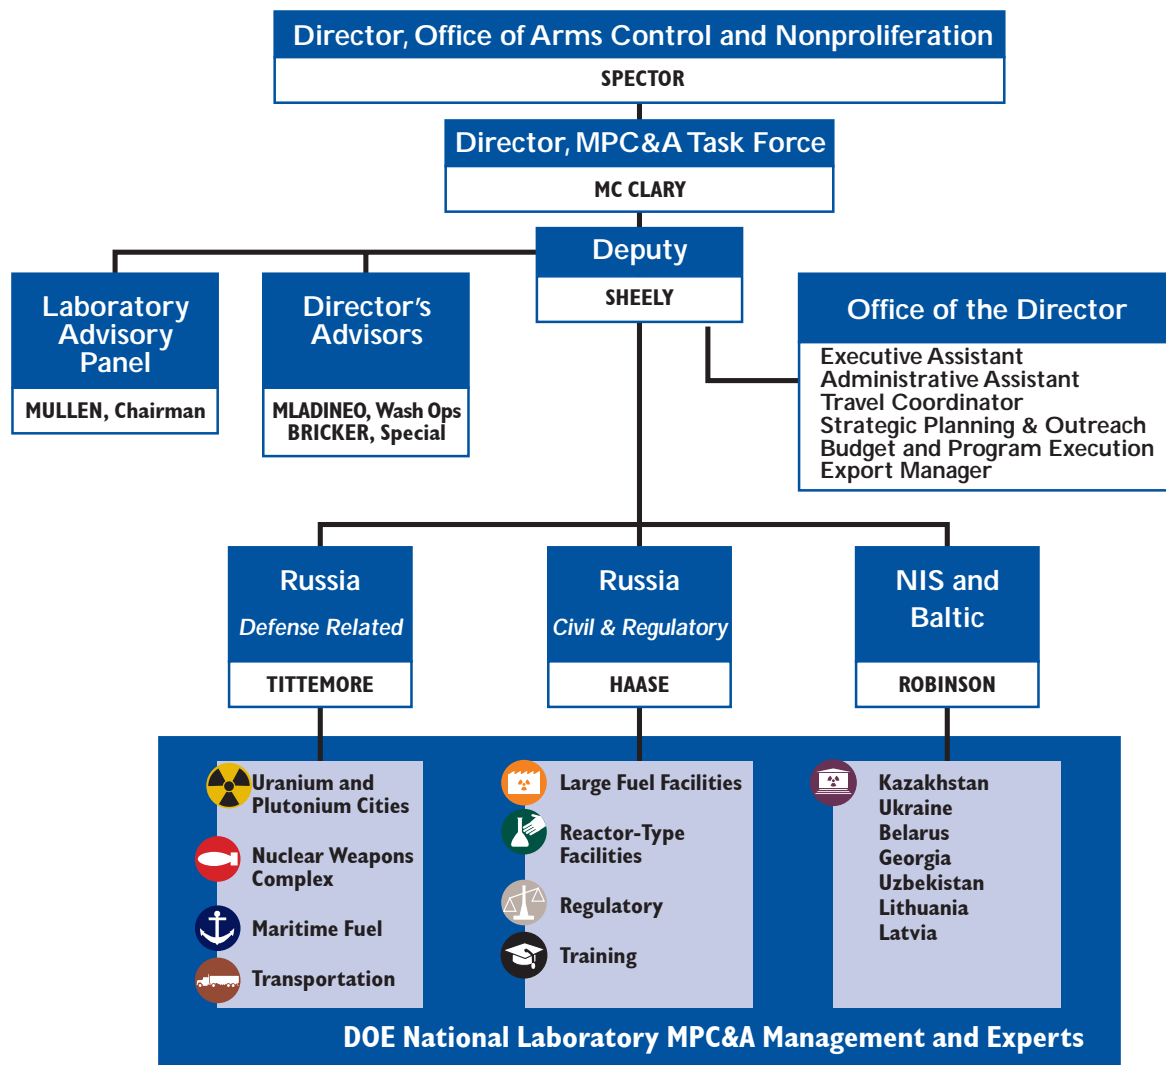 Director, Office of Arms Control and Nonproliferation
SPECTOR
Director, MPC&A Task Force
MC CLARY
Deputy
SHEELY
Laboratory
Advisory
Panel
MULLEN, Chairman
Director's
Advisors
MLADINEO, Wash Ops
BRICKER, Special
Office of the Director
Executive Assistant
Administrative Assistant
Travel Coordinator
Strategic Planning & Outreach
Budget and Program Execution
Export Manager
Russia
Defense Related
TITTEMORE
Russia
Civil & Regulatory
HAASE
NIS and
Baltic
ROBINSON
Uranium and
Plutonium Cities
Nuclear Weapons
Complex
Maritime Fuel
Transportation
Large Fuel Facilities
Reactor-Type
Facilities
Regulatory
Training
Kazakhstan
Ukraine
Belarus
Georgia
Uzbekistan
Lithuania
Latvia
DOE National Laboratory MPC&A Management and Experts